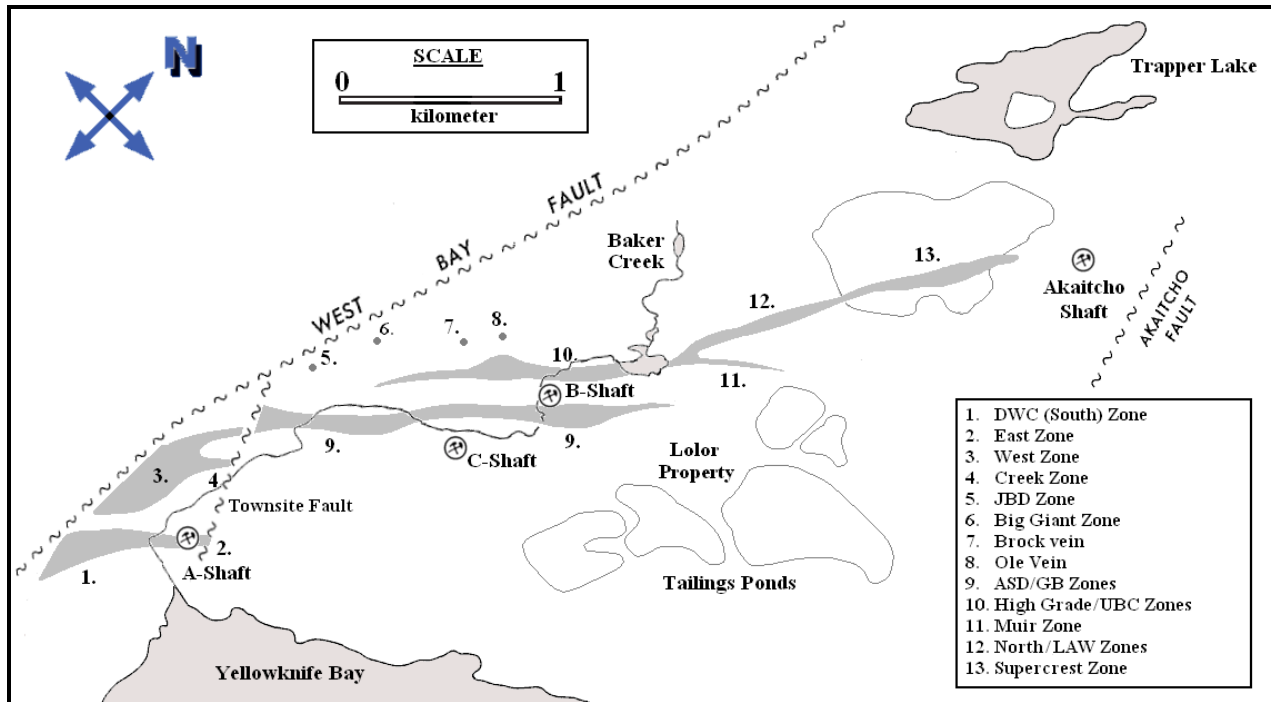 N
SCALE
0 1
kilometer
Trapper Lake
WEST BAY FAULT
Baker
Creek
13.
12.
Akaitcho
Shaft
AKAITCHO
FAULT
5.
6.
7.
8.
10.
11.
B-Shaft
9.
C-Shaft
9.
3.
4.
Townsite Fault
Lolor
Property
2.
A-Shaft
1.
Tailings Ponds
Yellowknife Bay
1. DWC (South) Zone
2. East Zone
3. West Zone
4. Creek Zone
5. JBD Zone
6. Big Giant Zone
7. Brock vein
8. Ole Vein
9. ASD/GB Zones
10. High Grade/UBC Zones
11. Muir Zone
12. North/LAW Zones
13. Supercrest Zone